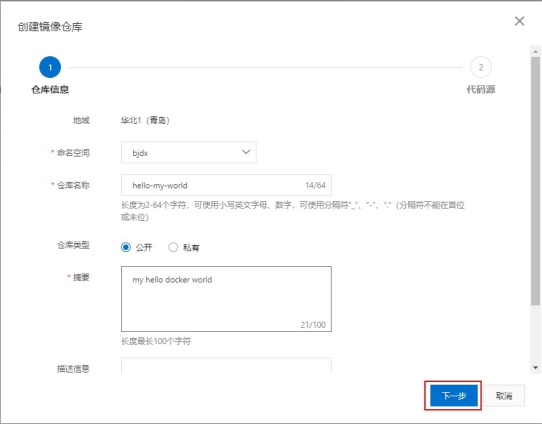 创建镜像仓库
1
2
仓库信息
代码源
地域 华北1（青岛）
* 命名空间 bjdx
* 仓库名称 hello-my-world 14/64
长度为2-64个字符，可使用小写英文字母、数字，可使用分隔符"_"、"-"、"."（分隔符不能在首位
或末位）
仓库类型 公开 私有
* 摘要 my hello docker world
21/100
长度最长100个字符
描述信息
下一步 取消